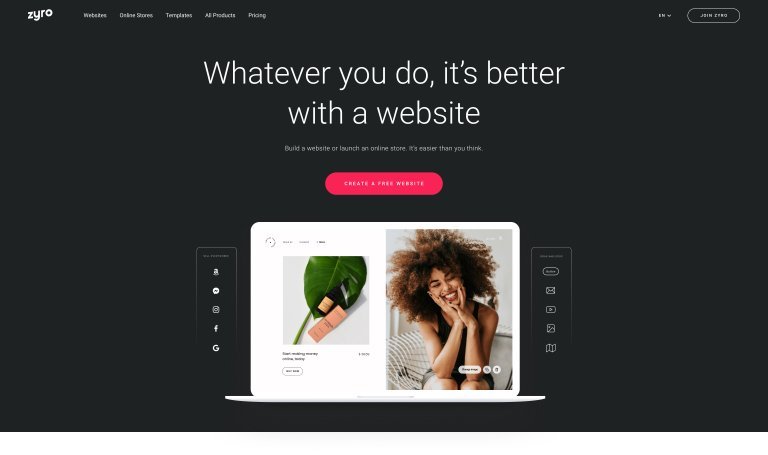 zyro
Websites
Online Stores
Templates
All Products
Pricing
EN
JOIN ZYRO
Whatever you do, it's better
with a website
Build a website or launch an online store. It's easier than you think.
CREATE A FREE WEBSITE
Start making money
online, today.
BUY NOW
Change image